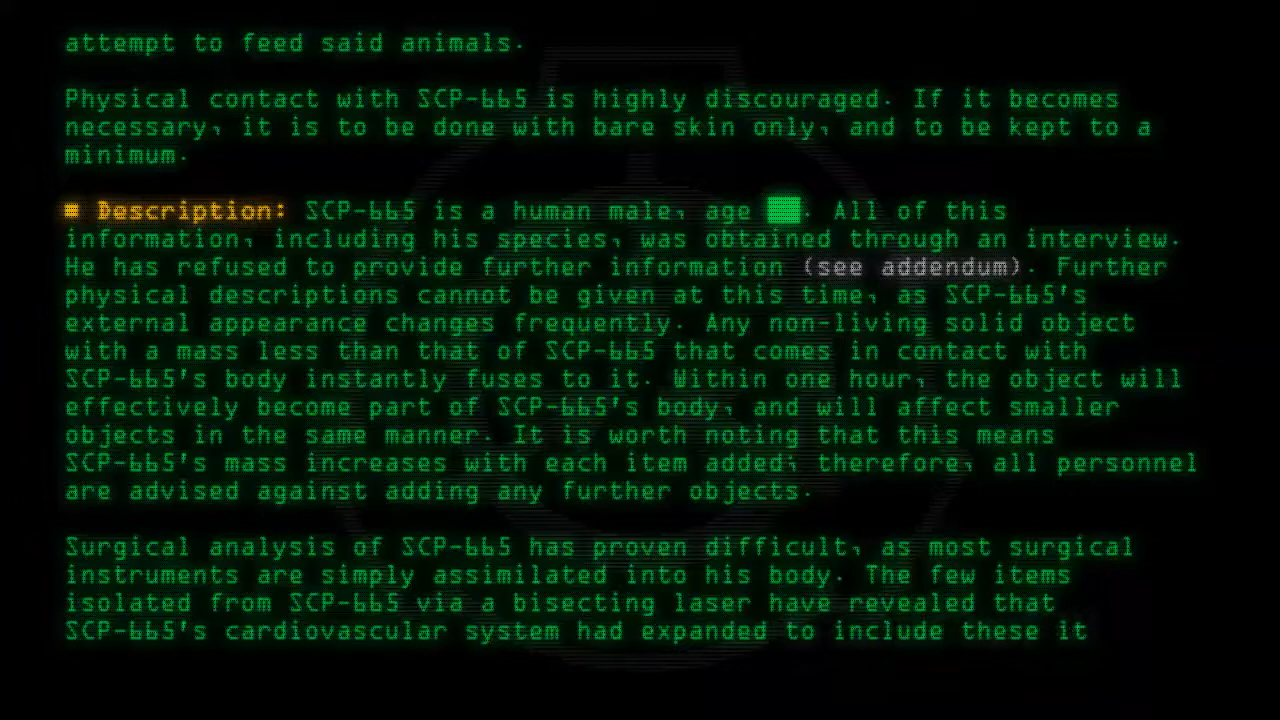 attempt to feed said animals.
Physical contact with SCP-665 is highly discouraged. If it becomes
necessary, it is to be done with bare skin only, and to be kept to a
minimum.
■ Description: SCP-665 is a human male, age ██. All of this
information, including his species, was obtained through an interview.
He has refused to provide further information (see addendum). Further
physical descriptions cannot be given at this time, as SCP-665's
external appearance changes frequently. Any non-living solid object
with a mass less than that of SCP-665 that comes in contact with
SCP-665's body instantly fuses to it. Within one hour, the object will
effectively become part of SCP-665's body, and will affect smaller
objects in the same manner. It is worth noting that this means
SCP-665's mass increases with each item added; therefore, all personnel
are advised against adding any further objects.
Surgical analysis of SCP-665 has proven difficult, as most surgical
instruments are simply assimilated into his body. The few items
isolated from SCP-665 via a bisecting laser have revealed that
SCP-665's cardiovascular system had expanded to include these it